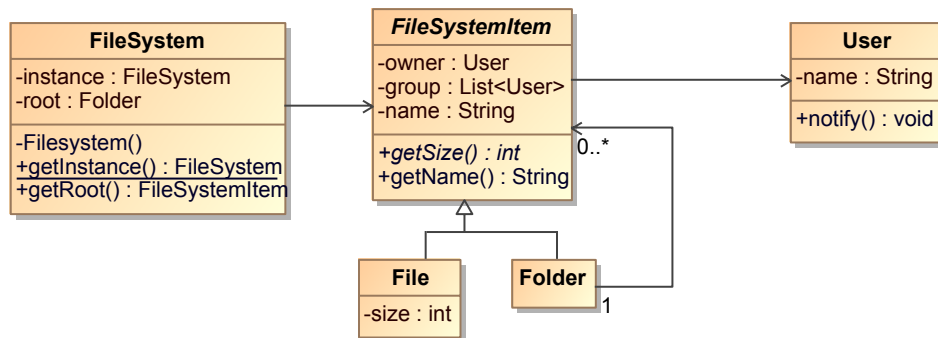 FileSystem
-instance : FileSystem
-root : Folder
-Filesystem()
+getInstance() : FileSystem
+getRoot() : FileSystemItem
FileSystemItem
-owner : User
-group : List<User>
-name : String
+getSize() : int
+getName() : String
User
-name : String
+notify() : void
0..*
File
-size : int
Folder
1